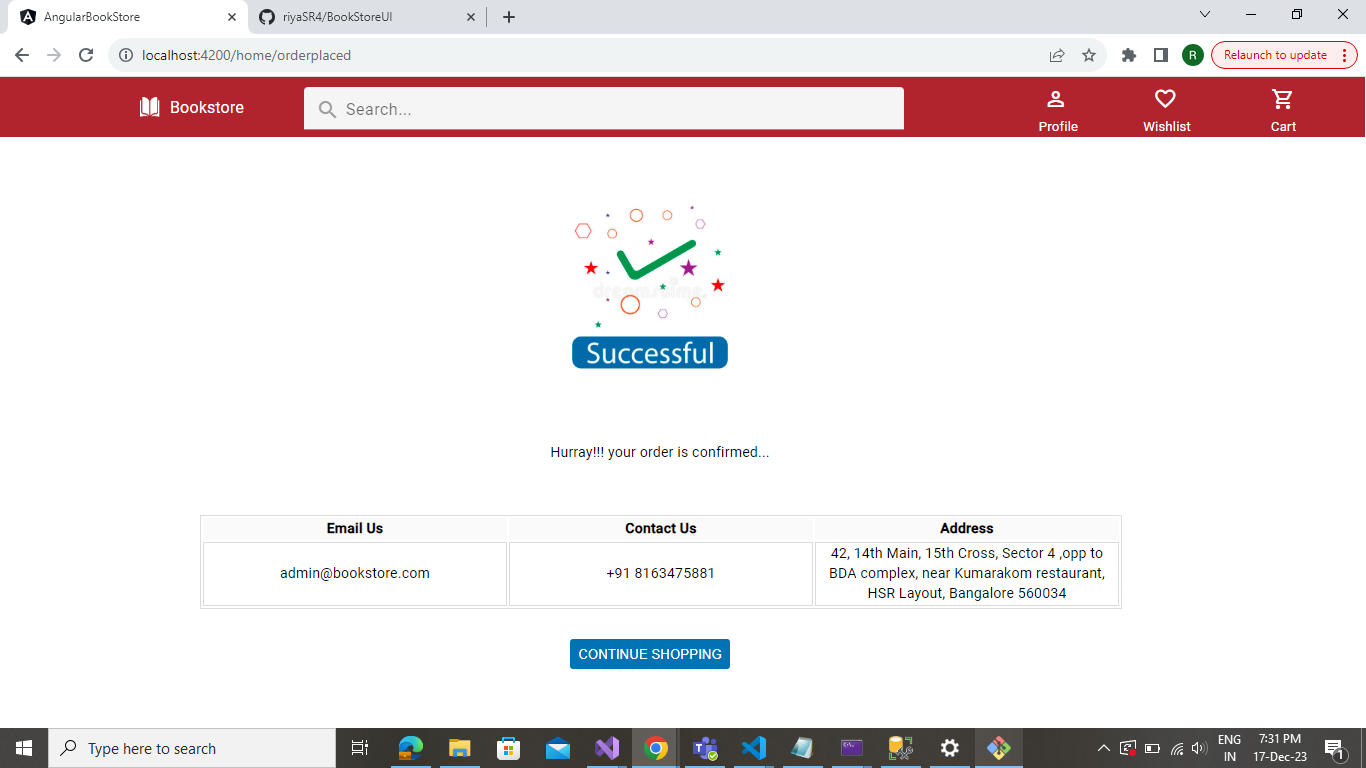 AngularBookStore
riyaSR4/BookStoreUI
localhost:4200/home/orderplaced
R
Relaunch to update
Bookstore
Search...
Profile
Wishlist
Cart
dreamstime
Successful
Hurray!!! your order is confirmed...
Email Us
Contact Us
Address
admin@bookstore.com
+91 8163475881
42, 14th Main, 15th Cross, Sector 4 ,opp to
BDA complex, near Kumarakom restaurant,
HSR Layout, Bangalore 560034
CONTINUE SHOPPING
Type here to search
ENG
IN
7:31 PM
17-Dec-23
1